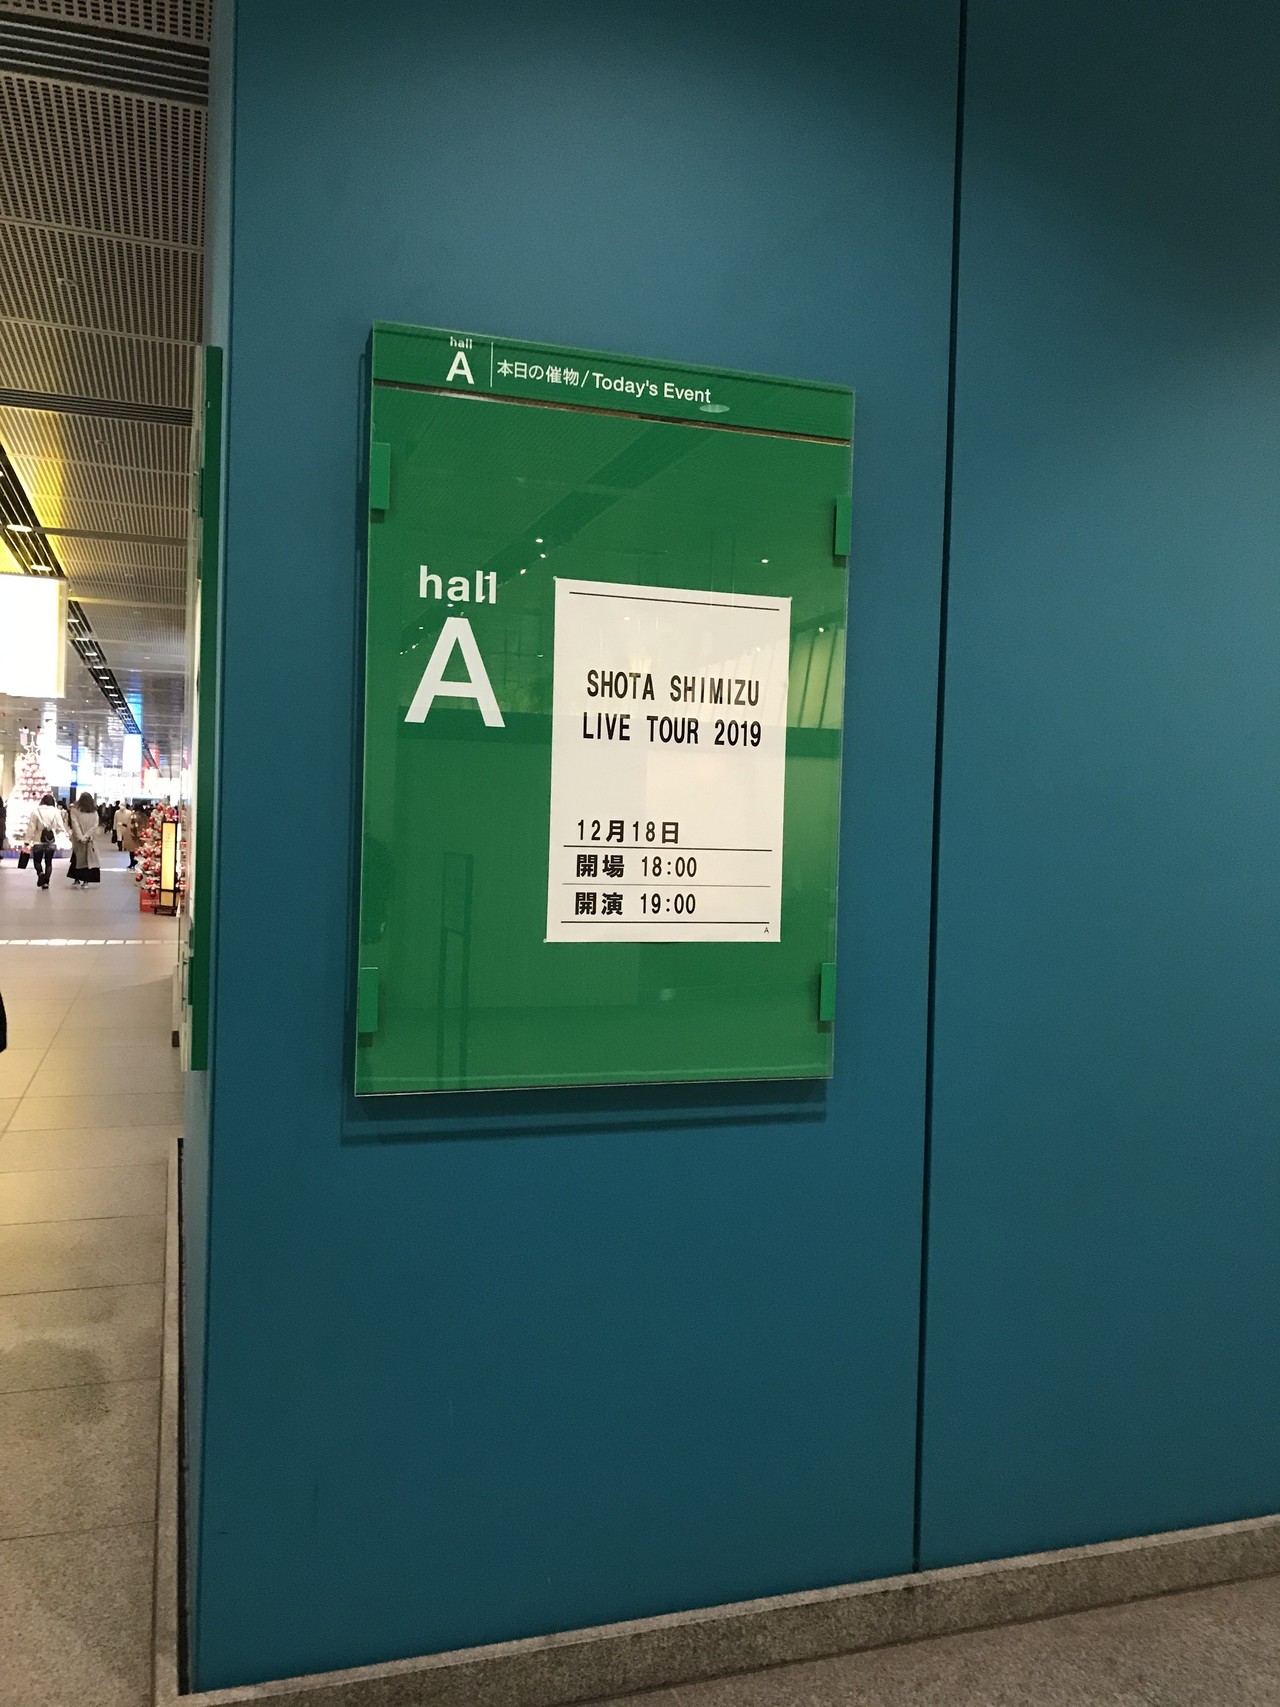 hall
A
本日の催物/Today's Event
hall
A
SHOTA SHIMIZU
LIVE TOUR 2019
12月18日
開場 18:00
開演 19:00
A